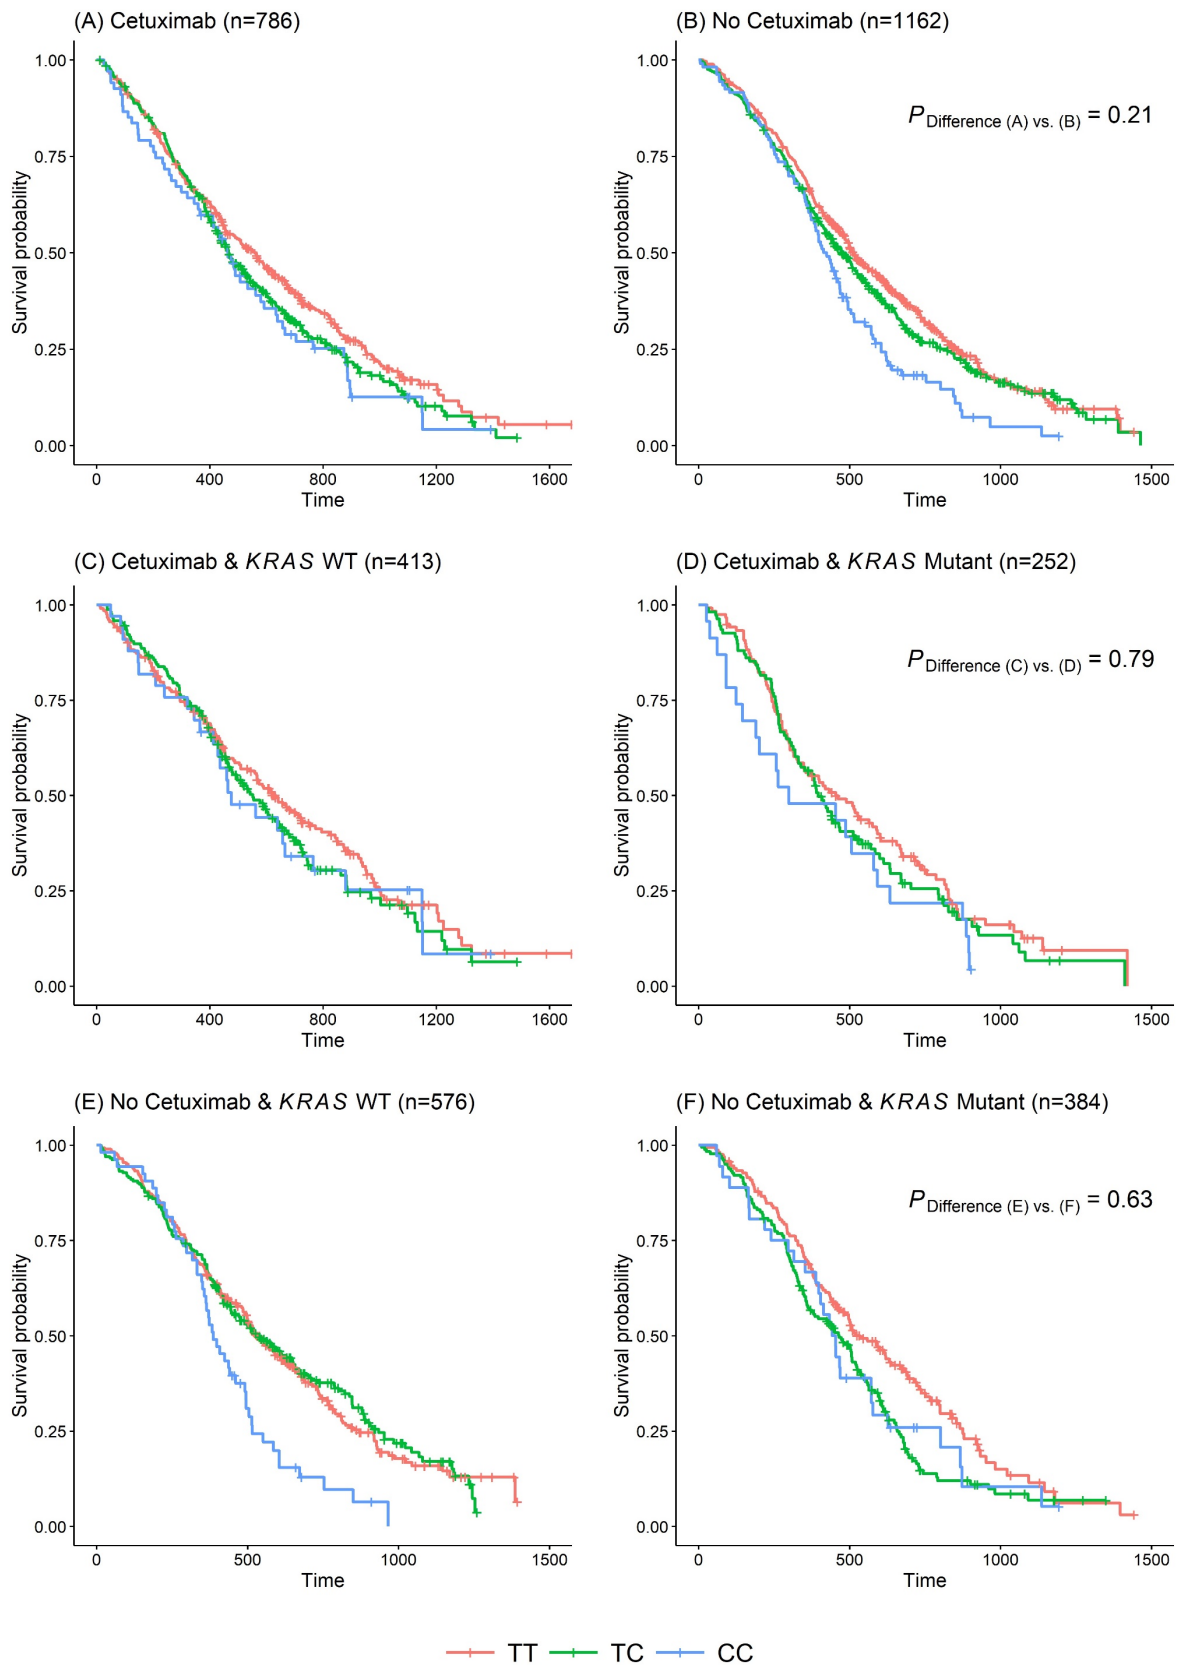 (A) Cetuximab (n=786)
1.00
0.75
0.50
0.25
0.00
Survival probability
0 400 800 1200 1600
Time
(B) No Cetuximab (n=1162)
P Difference (A) vs. (B) = 0.21
1.00
0.75
0.50
0.25
0.00
Survival probability
0 500 1000 1500
Time
(C) Cetuximab & KRAS WT (n=413)
1.00
0.75
0.50
0.25
0.00
Survival probability
0 400 800 1200 1600
Time
(D) Cetuximab & KRAS Mutant (n=252)
P Difference (C) vs. (D) = 0.79
1.00
0.75
0.50
0.25
0.00
Survival probability
0 500 1000 1500
Time
(E) No Cetuximab & KRAS WT (n=576)
1.00
0.75
0.50
0.25
0.00
Survival probability
0 500 1000 1500
Time
(F) No Cetuximab & KRAS Mutant (n=384)
P Difference (E) vs. (F) = 0.63
1.00
0.75
0.50
0.25
0.00
Survival probability
0 500 1000 1500
Time
TT TC CC